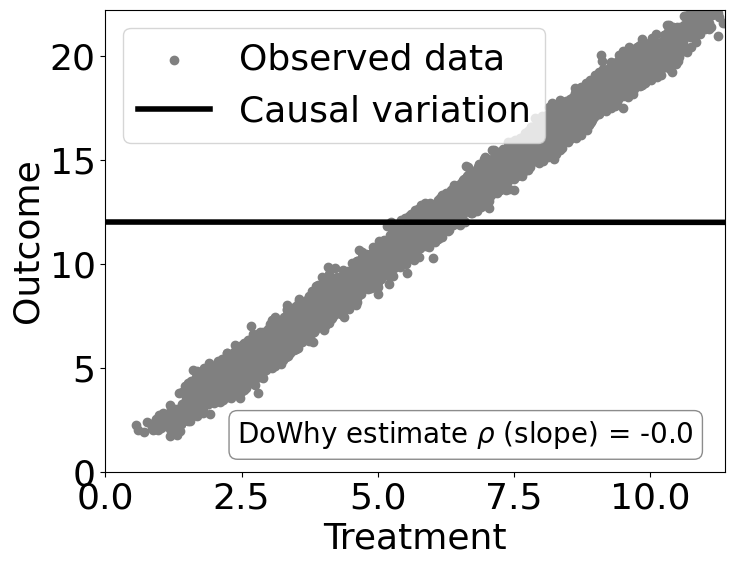 20
15
10
5
0
Outcome
Observed data
Causal variation
DoWhy estimate ρ (slope) = -0.0
0.0 2.5 5.0 7.5 10.0
Treatment